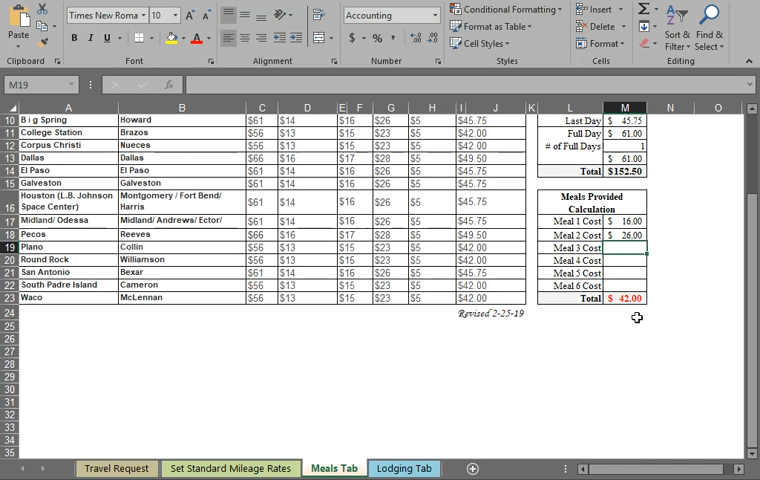 Times New Roma
10
A
A
Accounting
Conditional Formatting
Insert
Paste
Format as Table
Delete
Cell Styles
Format
Sort &
Filter
Find &
Select
B I U
$ % ,
Clipboard
Font
Alignment
Number
Styles
Cells
Editing
M19
fx
A B C D E F G H I J K L M N O
10 B i g Spring Howard $61 $14 $16 $26 $5 $45.75 Last Day $ 45.75
11 College Station Brazos $56 $13 $15 $23 $5 $42.00 Full Day $ 61.00
12 Corpus Christi Nueces $56 $13 $15 $23 $5 $42.00 # of Full Days 1
13 Dallas Dallas $66 $16 $17 $28 $5 $49.50 $ 61.00
14 El Paso El Paso $61 $14 $16 $26 $5 $45.75 Total $152.50
15 Galveston Galveston $61 $14 $16 $26 $5 $45.75
16 Houston (L.B. Johnson Space Center) Montgomery / Fort Bend/ Harris $61 $14 $16 $26 $5 $45.75 Meals Provided Calculation
17 Midland/ Odessa Midland/ Andrews/ Ector/ $61 $14 $16 $26 $5 $45.75 Meal 1 Cost $ 16.00
18 Pecos Reeves $66 $16 $17 $28 $5 $49.50 Meal 2 Cost $ 26.00
19 Plano Collin $56 $13 $15 $23 $5 $42.00 Meal 3 Cost
20 Round Rock Williamson $56 $13 $15 $23 $5 $42.00 Meal 4 Cost
21 San Antonio Bexar $61 $14 $16 $26 $5 $45.75 Meal 5 Cost
22 South Padre Island Cameron $56 $13 $15 $23 $5 $42.00 Meal 6 Cost
23 Waco McLennan $56 $13 $15 $23 $5 $42.00 Total $ 42.00
24 Revised 2-25-19
25
26
27
28
29
30
31
32
33
34
35
Travel Request
Set Standard Mileage Rates
Meals Tab
Lodging Tab